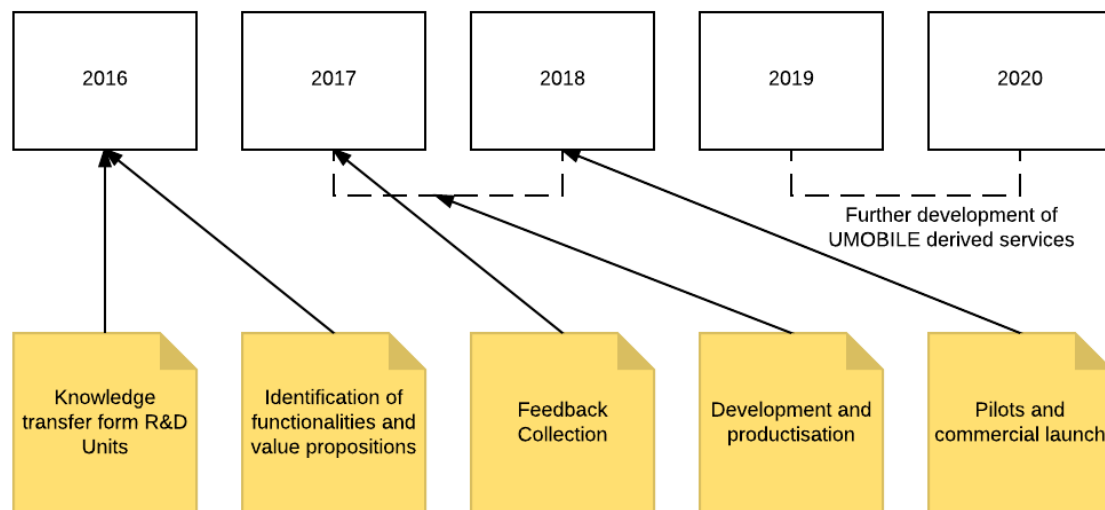 2016
2017
2018
2019
2020
Further development of
UMOBILE derived services
Knowledge
transfer form R&D
Units
Identification of
functionalities and
value propositions
Feedback
Collection
Development and
productisation
Pilots and
commercial launch